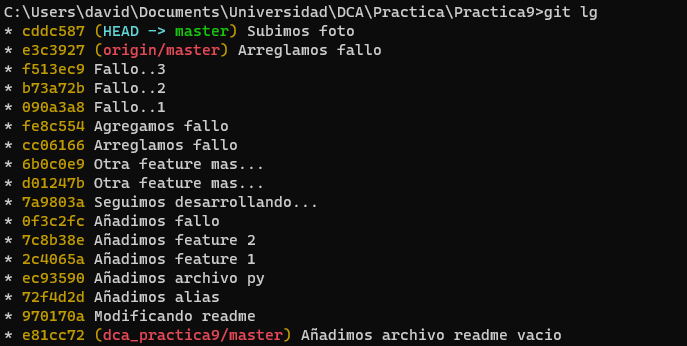 C:\Users\david\Documents\Universidad\DCA\Practica\Practica9>git lg
* cddc587 (HEAD -> master) Subimos foto
* e3c3927 (origin/master) Arreglamos fallo
* f513ec9 Fallo..3
* b73a72b Fallo..2
* 090a3a8 Fallo..1
* fe8c554 Agregamos fallo
* cc06166 Arreglamos fallo
* 6b0c0e9 Otra feature mas...
* d01247b Otra feature mas...
* 7a9803a Seguimos desarrollando...
* 0f3c2fc Añadimos fallo
* 7c8b38e Añadimos feature 2
* 2c4065a Añadimos feature 1
* ec93590 Añadimos archivo py
* 72f4d2d Añadimos alias
* 970170a Modificando readme
* e81cc72 (dca_practica9/master) Añadimos archivo readme vacio